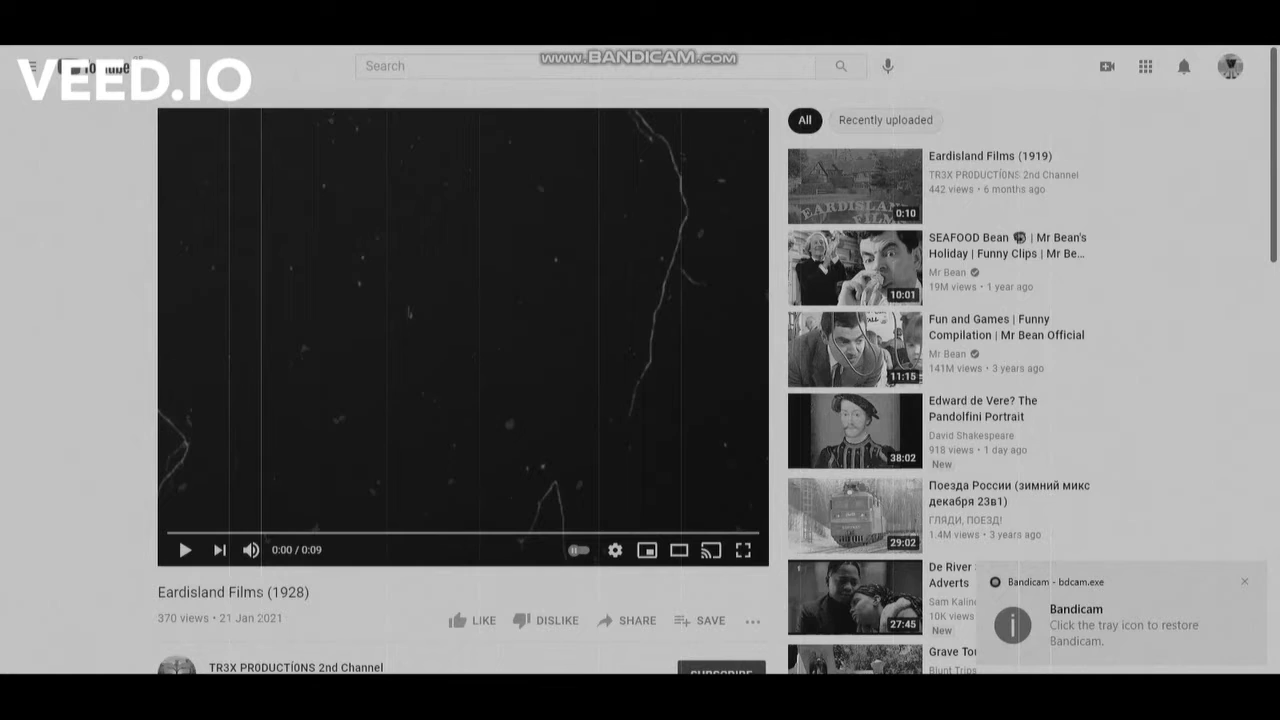 VEED.IO
YouTube
Search
www.BANDICAM.com
All
Recently uploaded
EARDISLAND
FILMS
0:10
Eardisland Films (1919)
TR3X PR0DUCTÍ0NS 2nd Channel
442 views • 6 months ago
10:01
SEAFOOD Bean | Mr Bean's
Holiday | Funny Clips | Mr Be...
Mr Bean
19M views • 1 year ago
11:15
Fun and Games | Funny
Compilation | Mr Bean Official
Mr Bean
141M views • 3 years ago
38:02
Edward de Vere? The
Pandolfini Portrait
David Shakespeare
918 views • 1 day ago
New
29:02
Поезда России (зимний микс
декабря 23в1)
ГЛЯДИ, ПОЕЗД!
1.4M views • 3 years ago
27:45
De River
Adverts
Sam Kalin
10K views
New
Grave Tou
Blunt Trips
0:00 / 0:09
Eardisland Films (1928)
370 views • 21 Jan 2021
LIKE
DISLIKE
SHARE
SAVE
TR3X PR0DUCTÍ0NS 2nd Channel
SUBSCRIBE
Bandicam - bdcam.exe
Bandicam
Click the tray icon to restore
Bandicam.